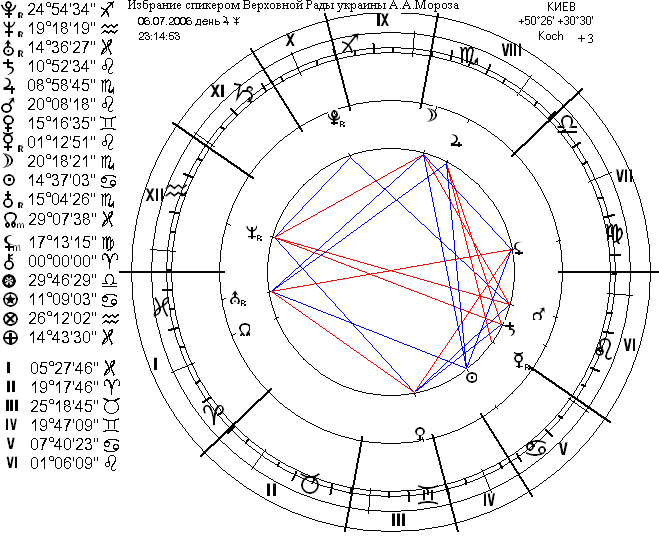 Избрание спикером Верховной Рады украины А.А.Мороза
06.07.2006 день ♃ ♆
23:14:53
КИЕВ
+50°26' +30°30'
Koch +3
♇R 24°54'34" ♐
♆R 19°18'19" ♒
♅R 14°36'27" ♓
♄ 10°52'34" ♌
♃ 08°58'45" ♏
♂ 20°08'18" ♌
♀ 15°16'35" ♊
☿R 01°12'51" ♌
☽ 20°18'21" ♏
☉ 14°37'03" ♋
R 15°04'26" ♏
☊m 29°07'38" ♓
⚸m 17°13'15" ♍
⚷ 00°00'00" ♈
29°46'29" ♎
11°09'03" ♋
⊗ 26°12'02" ♒
⊕ 14°43'30" ♓
I 05°27'46" ♓
II 19°17'46" ♈
III 25°18'45" ♉
IV 19°47'09" ♊
V 07°40'23" ♋
VI 01°06'09" ♌
IX
X
VIII
XI
VII
XII
VI
I
V
II
IV
III